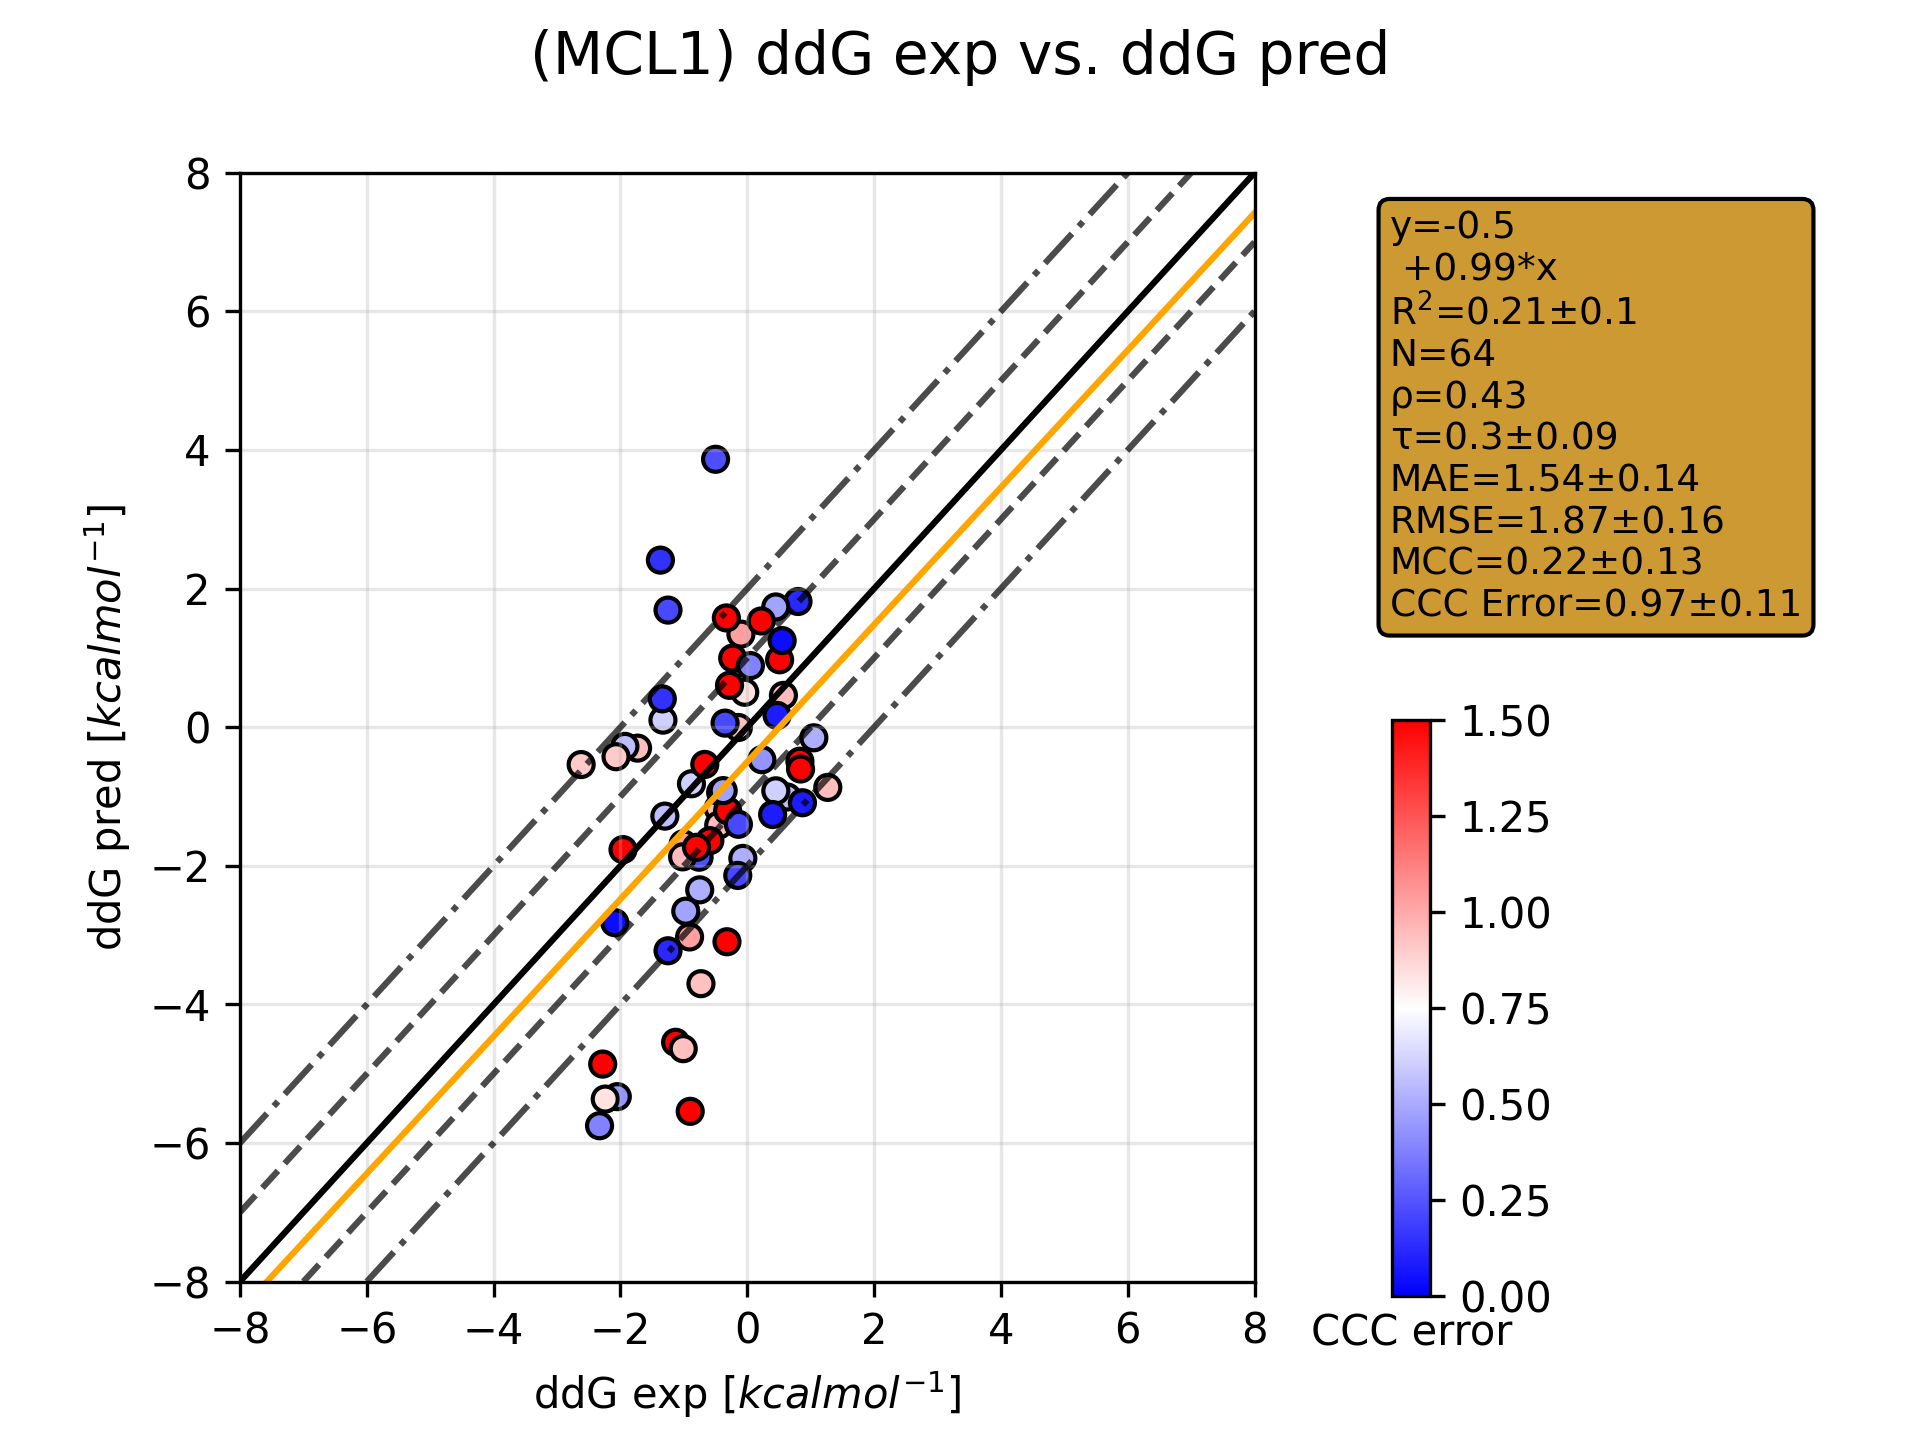 (MCL1) ddG exp vs. ddG pred
ddG pred [kcalmol⁻¹]
8
6
4
2
0
−2
−4
−6
−8
−8 −6 −4 −2 0 2 4 6 8
ddG exp [kcalmol⁻¹]
y=-0.5
+0.99*x
R²=0.21±0.1
N=64
ρ=0.43
τ=0.3±0.09
MAE=1.54±0.14
RMSE=1.87±0.16
MCC=0.22±0.13
CCC Error=0.97±0.11
1.50
1.25
1.00
0.75
0.50
0.25
0.00
CCC error